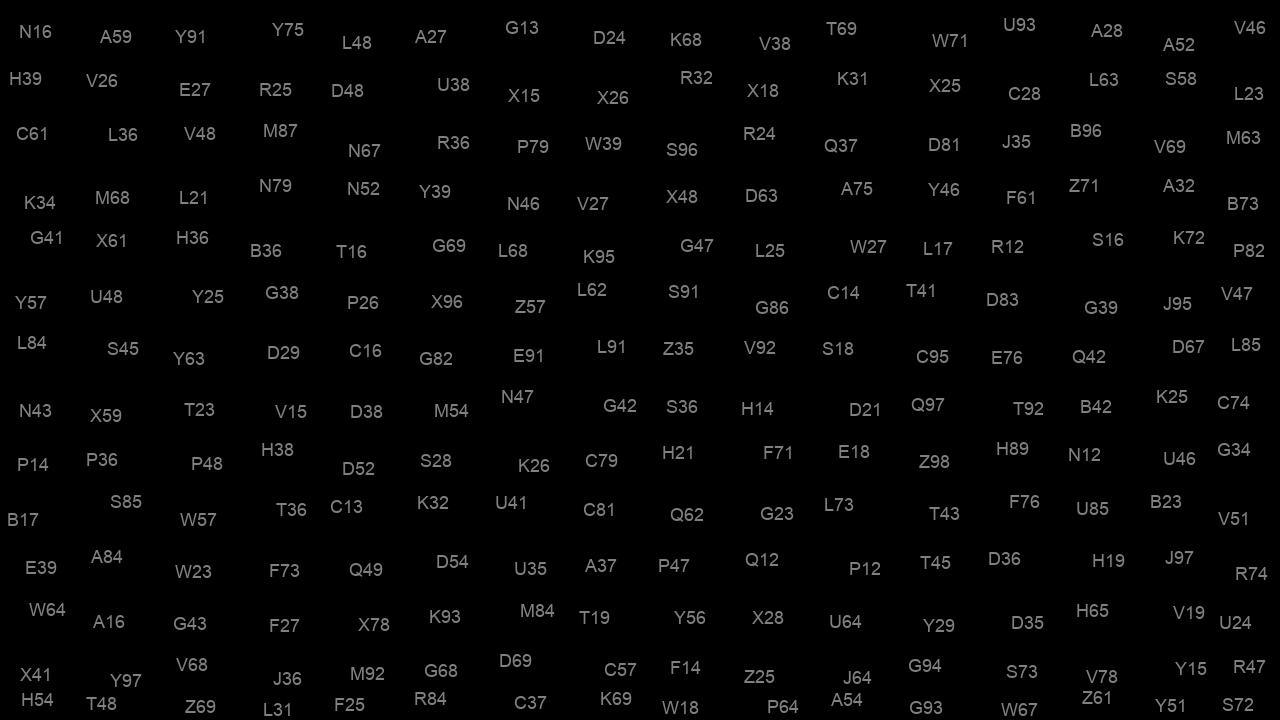 N16 A59 Y91 Y75 L48 A27 G13 D24 K68 V38 T69 W71 U93 A28 A52 V46
H39 V26 E27 R25 D48 U38 X15 X26 R32 X18 K31 X25 C28 L63 S58 L23
C61 L36 V48 M87 N67 R36 P79 W39 S96 R24 Q37 D81 J35 B96 V69 M63
K34 M68 L21 N79 N52 Y39 N46 V27 X48 D63 A75 Y46 F61 Z71 A32 B73
G41 X61 H36 B36 T16 G69 L68 K95 G47 L25 W27 L17 R12 S16 K72 P82
Y57 U48 Y25 G38 P26 X96 Z57 L62 S91 G86 C14 T41 D83 G39 J95 V47
L84 S45 Y63 D29 C16 G82 E91 L91 Z35 V92 S18 C95 E76 Q42 D67 L85
N43 X59 T23 V15 D38 M54 N47 G42 S36 H14 D21 Q97 T92 B42 K25 C74
P14 P36 P48 H38 D52 S28 K26 C79 H21 F71 E18 Z98 H89 N12 U46 G34
B17 S85 W57 T36 C13 K32 U41 C81 Q62 G23 L73 T43 F76 U85 B23 V51
E39 A84 W23 F73 Q49 D54 U35 A37 P47 Q12 P12 T45 D36 H19 J97 R74
W64 A16 G43 F27 X78 K93 M84 T19 Y56 X28 U64 Y29 D35 H65 V19 U24
X41 Y97 V68 J36 M92 G68 D69 C57 F14 Z25 J64 G94 S73 V78 Y15 R47
H54 T48 Z69 L31 F25 R84 C37 K69 W18 P64 A54 G93 W67 Z61 Y51 S72